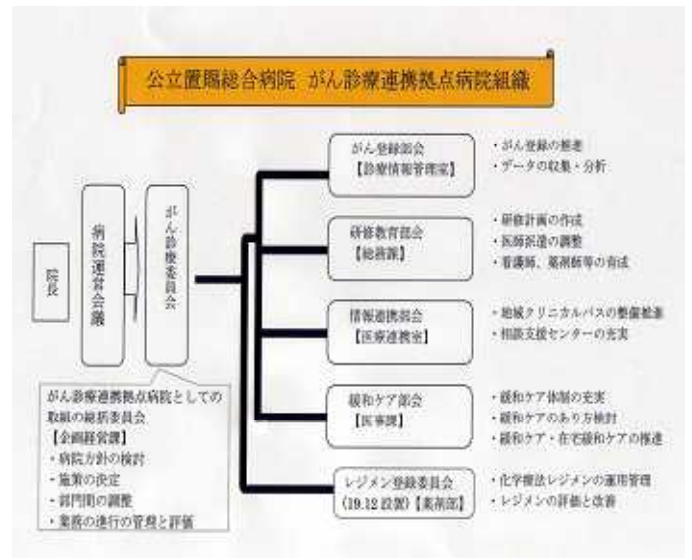 公立置賜総合病院 がん診療連携拠点病院組織
院長
病院運営会議
がん診療委員会
がん診療連携拠点病院としての
取組の総括委員会
【企画経営課】
・病院方針の検討
・施策の決定
・部門間の調整
・業務の進行の管理と評価
がん登録部会
【診療情報管理室】
・がん登録の推進
・データの収集・分析
研修教育部会
【総務課】
・研修計画の作成
・医師派遣の調整
・看護師、薬剤師等の育成
情報連携部会
【医療連携室】
・地域クリニカルパスの整備推進
・相談支援センターの充実
緩和ケア部会
【医事課】
・緩和ケア体制の充実
・緩和ケアのあり方検討
・緩和ケア・在宅緩和ケアの推進
レジメン登録委員会
(19.12 設置)【薬剤部】
・化学療法レジメンの運用管理
・レジメンの評価と改善